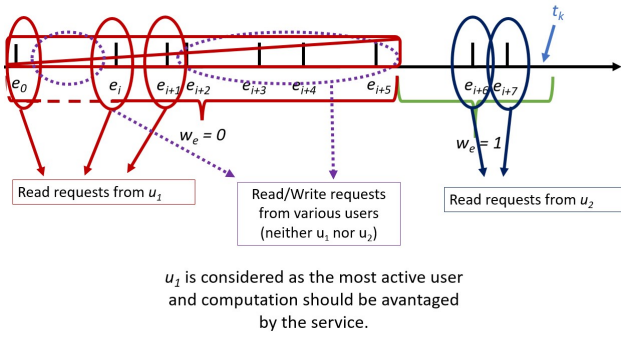 t_k
e_0 e_i e_{i+1} e_{i+2} e_{i+3} e_{i+4} e_{i+5} e_{i+6} e_{i+7}
w_e = 0
w_e = 1
Read requests from u_1
Read/Write requests
from various users
(neither u_1 nor u_2)
Read requests from u_2
u_1 is considered as the most active user
and computation should be avantaged
by the service.